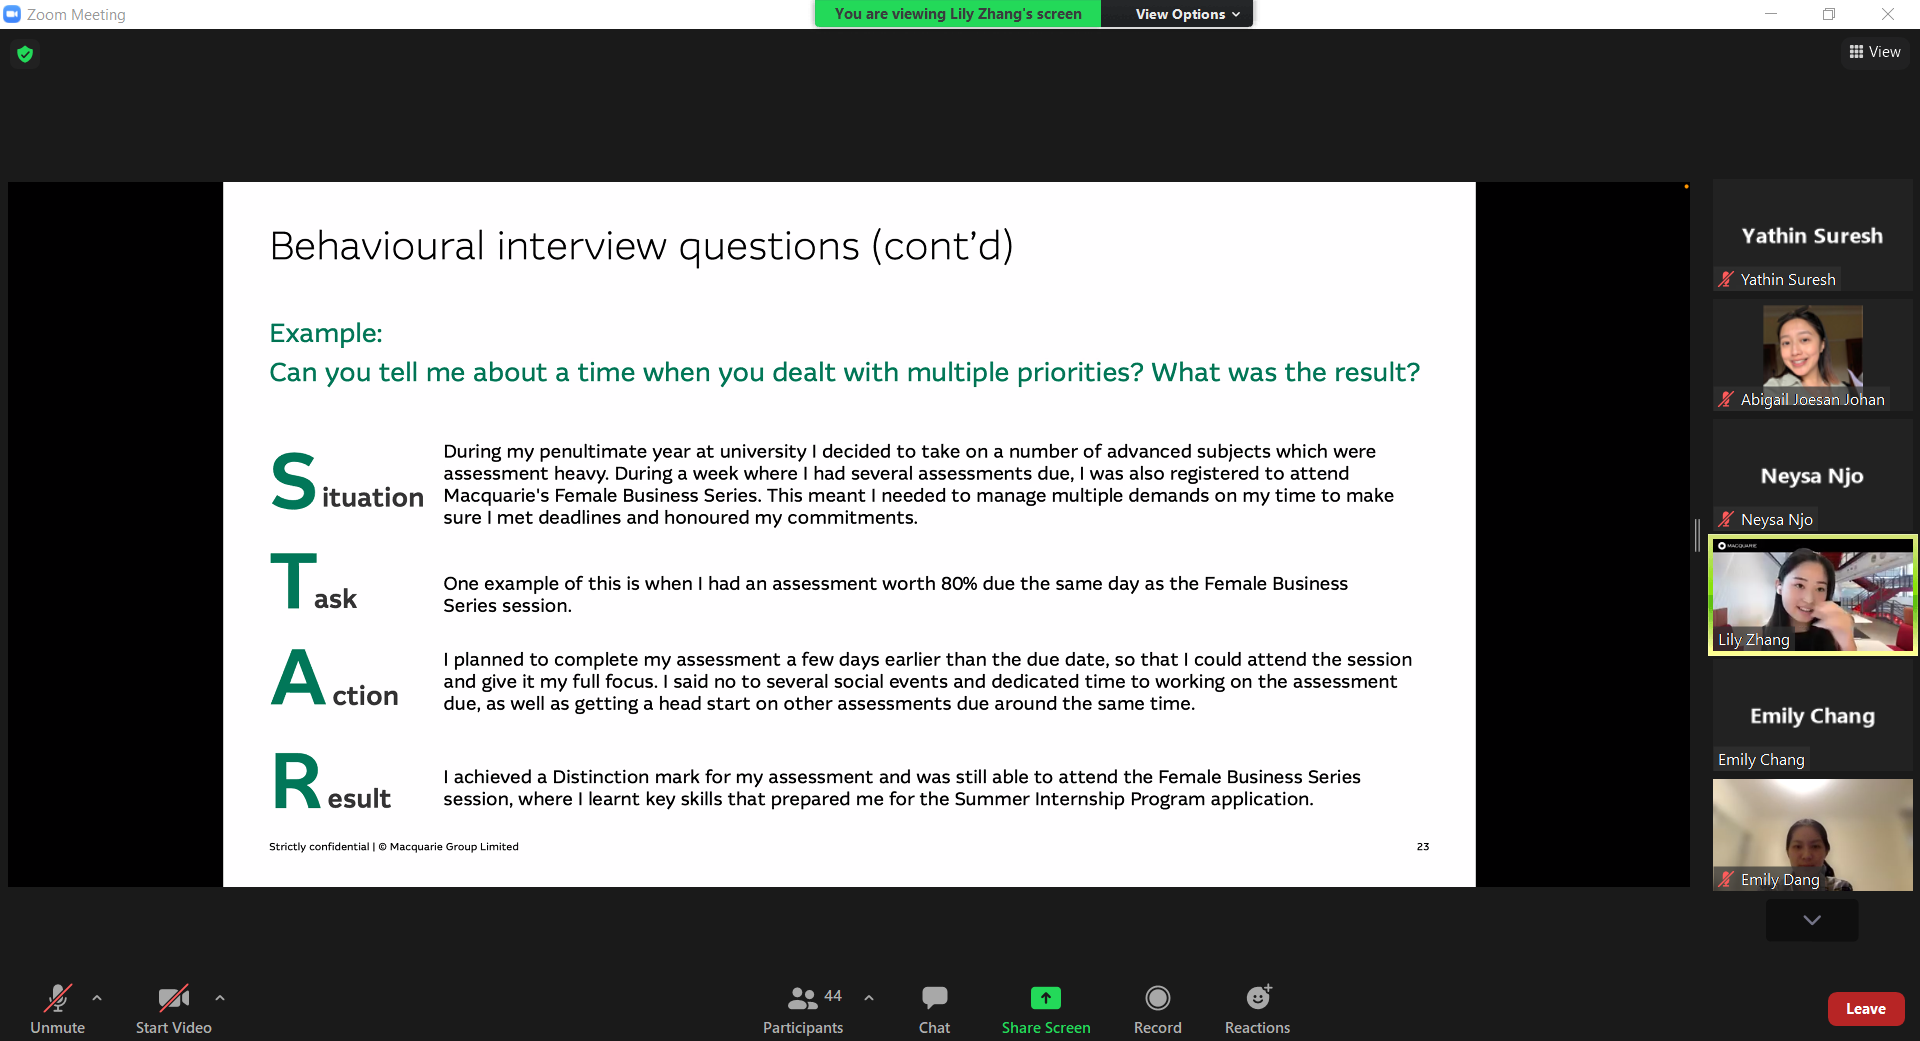 Zoom Meeting
You are viewing Lily Zhang's screen
View Options
View
Behavioural interview questions (cont’d)
Example:
Can you tell me about a time when you dealt with multiple priorities? What was the result?
Situation
During my penultimate year at university I decided to take on a number of advanced subjects which were
assessment heavy. During a week where I had several assessments due, I was also registered to attend
Macquarie's Female Business Series. This meant I needed to manage multiple demands on my time to make
sure I met deadlines and honoured my commitments.
Task
One example of this is when I had an assessment worth 80% due the same day as the Female Business
Series session.
Action
I planned to complete my assessment a few days earlier than the due date, so that I could attend the session
and give it my full focus. I said no to several social events and dedicated time to working on the assessment
due, as well as getting a head start on other assessments due around the same time.
Result
I achieved a Distinction mark for my assessment and was still able to attend the Female Business Series
session, where I learnt key skills that prepared me for the Summer Internship Program application.
Strictly confidential | © Macquarie Group Limited
23
Yathin Suresh
Yathin Suresh
Abigail Joesan Johan
Neysa Njo
Neysa Njo
MACQUARIE
Lily Zhang
Emily Chang
Emily Chang
Emily Dang
Unmute
Start Video
44
Participants
Chat
Share Screen
Record
Reactions
Leave